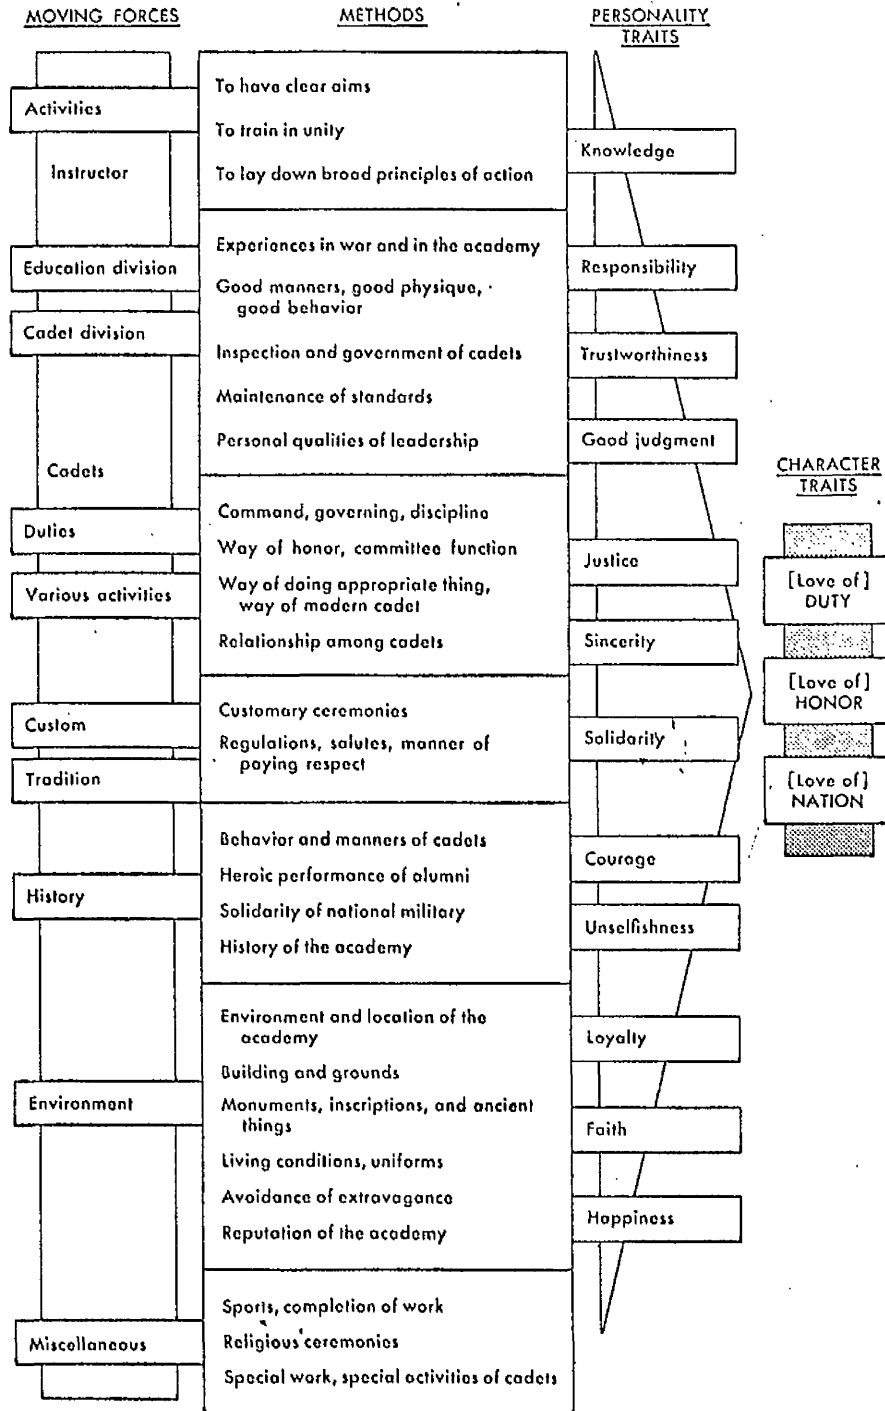 MOVING FORCES
Activities
Instructor
Education division
Cadet division
Cadets
Duties
Various activities
Custom
Tradition
History
Environment
Miscellaneous
METHODS
To have clear aims
To train in unity
To lay down broad principles of action
Experiences in war and in the academy
Good manners, good physique,
good behavior
Inspection and government of cadets
Maintenance of standards
Personal qualities of leadership
Command, governing, discipline
Way of honor, committee function
Way of doing appropriate thing,
way of modern cadet
Relationship among cadets
Customary ceremonies
Regulations, salutes, manner of
paying respect
Behavior and manners of cadets
Heroic performance of alumni
Solidarity of national military
History of the academy
Environment and location of the
academy
Building and grounds
Monuments, inscriptions, and ancient
things
Living conditions, uniforms
Avoidance of extravagance
Reputation of the academy
Sports, completion of work
Religious ceremonies
Special work, special activities of cadets
PERSONALITY
TRAITS
Knowledge
Responsibility
Trustworthiness
Good judgment
Justice
Sincerity
Solidarity
Courage
Unselfishness
Loyalty
Faith
Happiness
CHARACTER
TRAITS
[Love of]
DUTY
[Love of]
HONOR
[Love of]
NATION